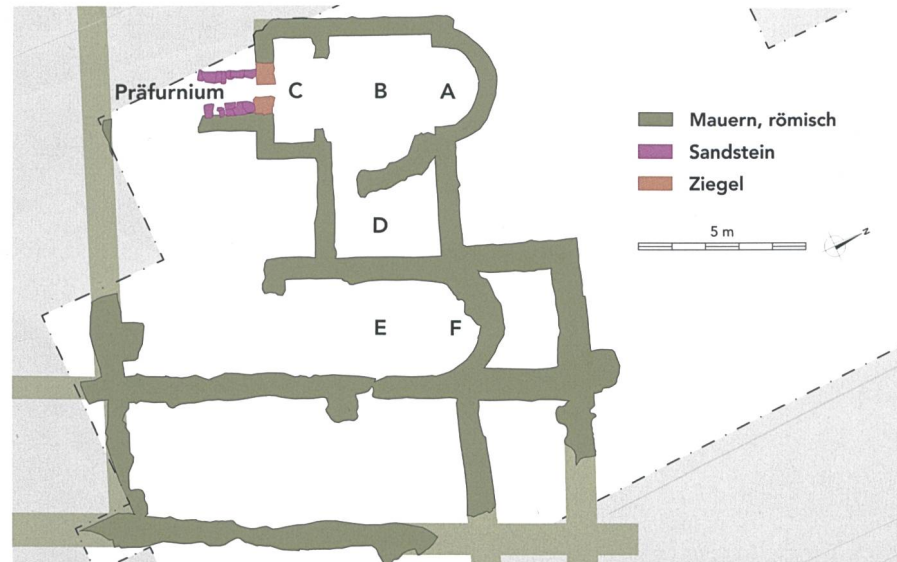 Präfurnium
C
B
A
D
E
F
Mauern, römisch
Sandstein
Ziegel
5 m
N